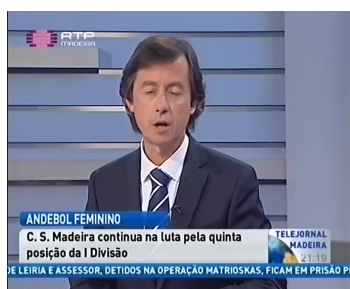 RTP
MADEIRA
ANDEBOL FEMININO
C. S. Madeira continua na luta pela quinta
posição da I Divisão
TELEJORNAL
MADEIRA
21:19
DE LEIRIA E ASSESSOR, DETIDOS NA OPERAÇÃO MATRIOSKAS, FICAM EM PRISÃO P